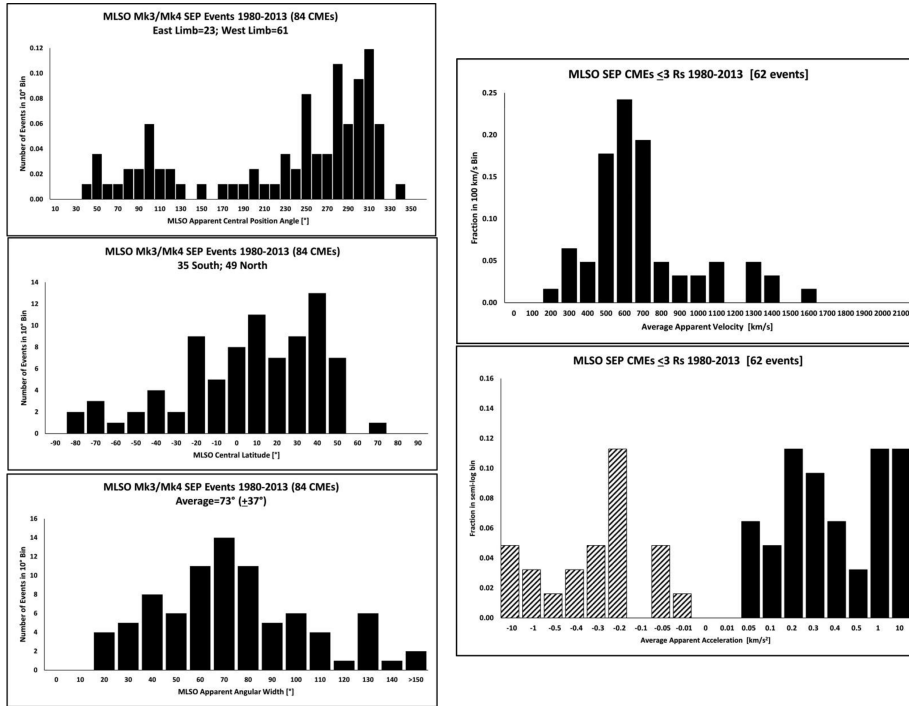 MLSO Mk3/Mk4 SEP Events 1980-2013 (84 CMEs)
East Limb=23; West Limb=61
Number of Events in 10° Bin
0.12
0.10
0.08
0.06
0.04
0.02
0.00
10 30 50 70 90 110 130 150 170 190 210 230 250 270 290 310 330 350
MLSO Apparent Central Position Angle [°]
MLSO Mk3/Mk4 SEP Events 1980-2013 (84 CMEs)
35 South; 49 North
Number of Events in 10° Bin
14
12
10
8
6
4
2
0
-90 -80 -70 -60 -50 -40 -30 -20 -10 0 10 20 30 40 50 60 70 80 90
MLSO Central Latitude [°]
MLSO Mk3/Mk4 SEP Events 1980-2013 (84 CMEs)
Average=73° (±37°)
Number of Events in 10° Bin
16
14
12
10
8
6
4
2
0
0 10 20 30 40 50 60 70 80 90 100 110 120 130 140 >150
MLSO Apparent Angular Width [°]
MLSO SEP CMEs ≤3 Rs 1980-2013 [62 events]
Fraction in 100 km/s Bin
0.25
0.20
0.15
0.10
0.05
0.00
0 100 200 300 400 500 600 700 800 900 1000 1100 1200 1300 1400 1500 1600 1700 1800 1900 2000 2100
Average Apparent Velocity [km/s]
MLSO SEP CMEs ≤3 Rs 1980-2013 [62 events]
Fraction in semi-log bin
0.16
0.14
0.12
0.10
0.08
0.06
0.04
0.02
0.00
-10 -1 -0.5 -0.4 -0.3 -0.2 -0.1 -0.05 -0.01 0 0.01 0.05 0.1 0.2 0.3 0.4 0.5 1 10
Average Apparent Acceleration [km/s²]